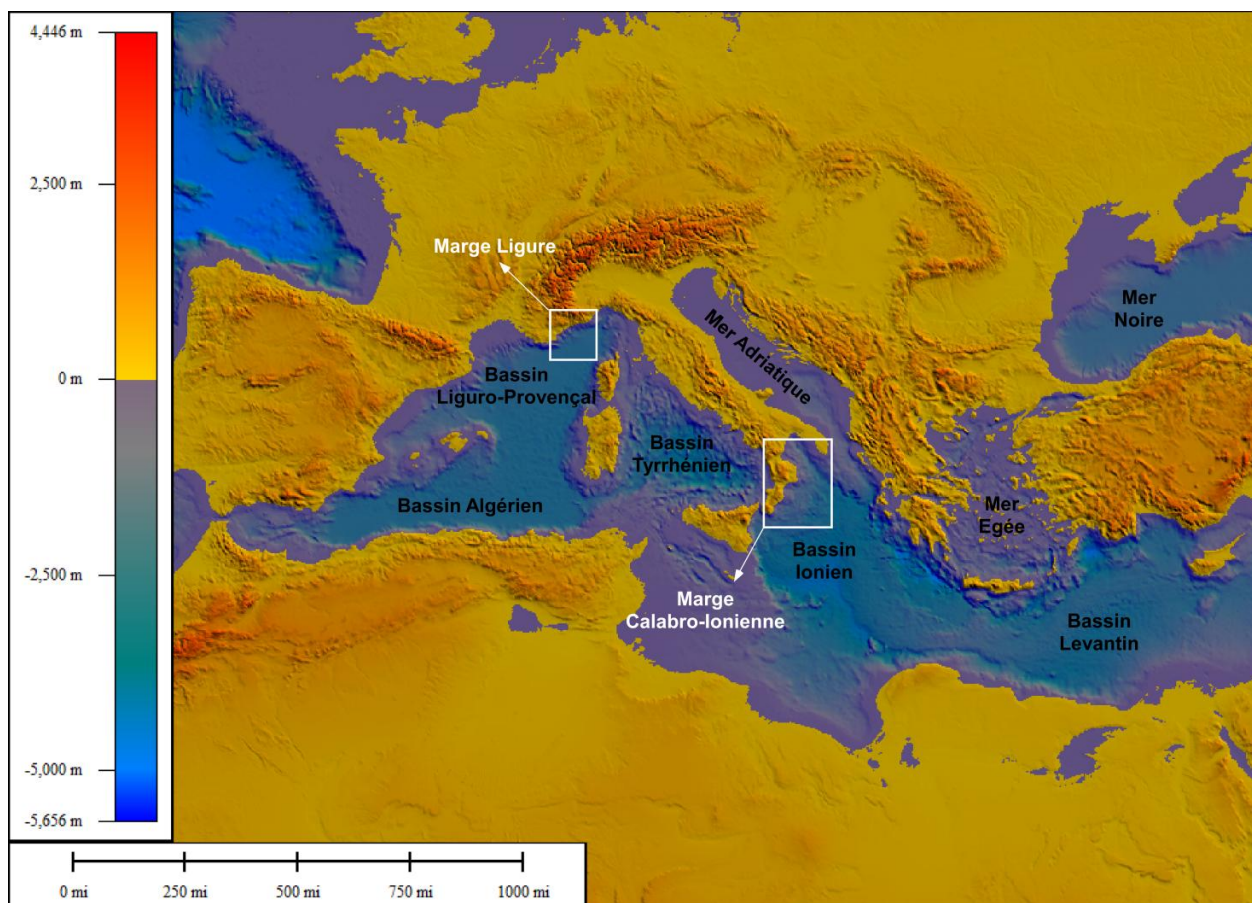 4,446 m
2,500 m
0 m
-2,500 m
-5,000 m
-5,656 m
Marge Ligure
Mer
Noire
Mer Adriatique
Bassin
Liguro-Provençal
Bassin
Tyrrhénien
Bassin Algérien
Mer
Egée
Bassin
Ionien
Marge
Calabro-Ionienne
Bassin
Levantin
0 mi
250 mi
500 mi
750 mi
1000 mi